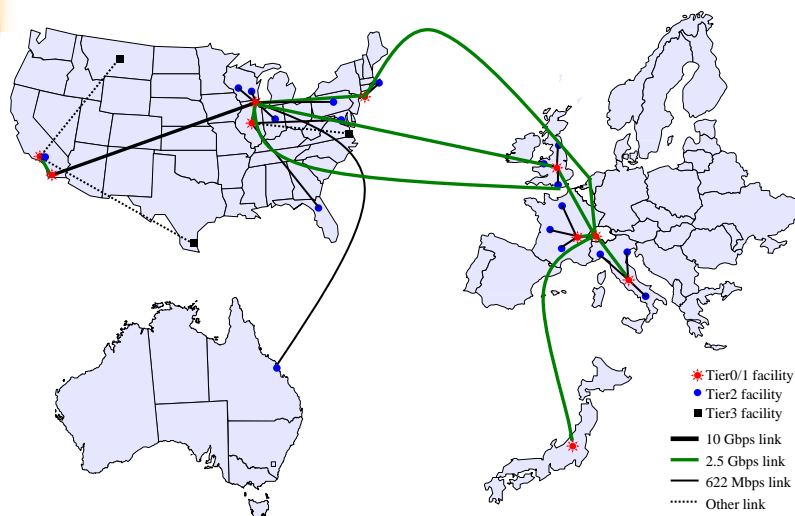 Tier0/1 facility
Tier2 facility
Tier3 facility
10 Gbps link
2.5 Gbps link
622 Mbps link
Other link